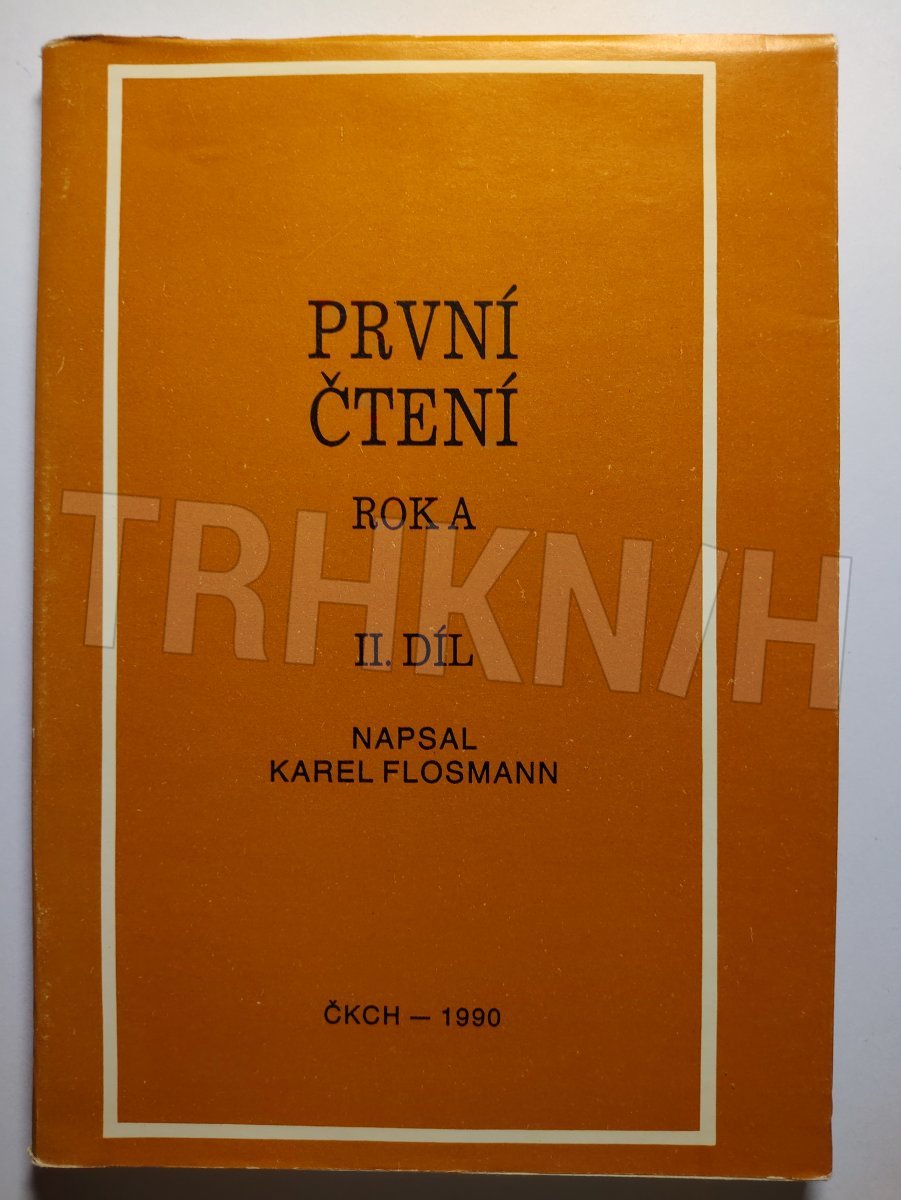 PRVNÍ
ČTENÍ
ROK A
TRHKNIH
II. DÍL
NAPSAL
KAREL FLOSMANN
ČKCH — 1990